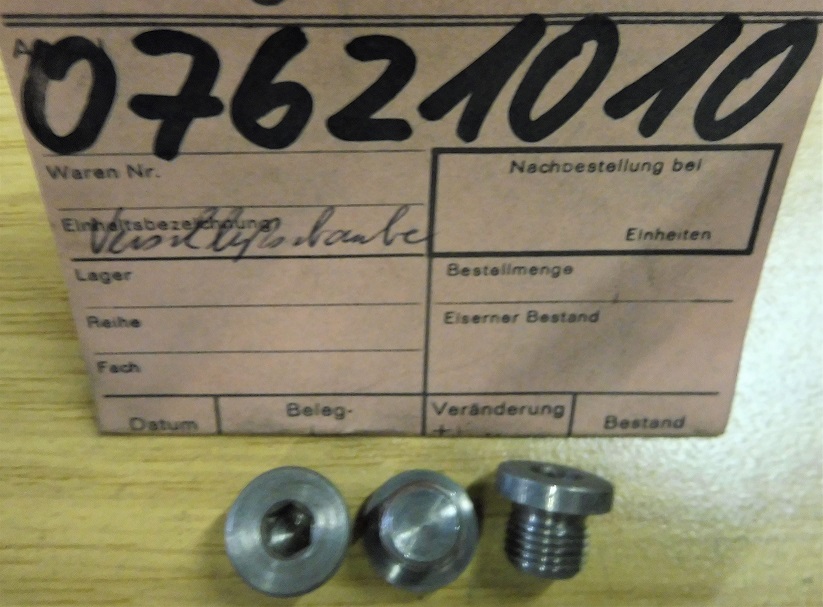 07621010
Waren Nr.
Nachbestellung bei
Einheitsbezeichnung
Verschlußschraube
Einheiten
Lager
Bestellmenge
Reihe
Eiserner Bestand
Fach
Datum
Beleg-
Veränderung
Bestand